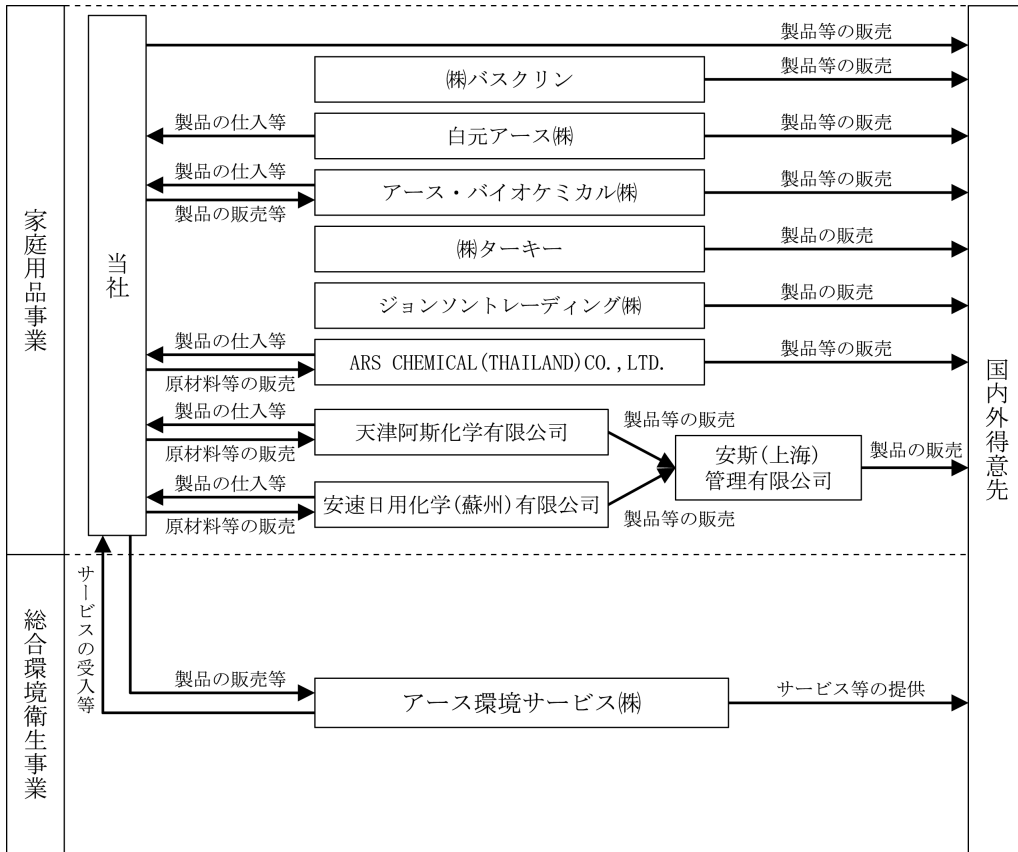 家庭用品事業
当社
製品等の販売
㈱バスクリン
製品等の販売
製品の仕入等
白元アース㈱
製品等の販売
製品の仕入等
製品の販売等
アース・バイオケミカル㈱
製品等の販売
㈱ターキー
製品の販売
ジョンソントレーディング㈱
製品の販売
製品の仕入等
原材料等の販売
ARS CHEMICAL(THAILAND)CO.,LTD.
製品等の販売
製品の仕入等
原材料等の販売
天津阿斯化学有限公司
製品等の販売
製品の仕入等
原材料等の販売
安速日用化学(蘇州)有限公司
製品等の販売
安斯(上海)
管理有限公司
製品の販売
国内外得意先
総合環境衛生事業
サービスの受入等
製品の販売等
アース環境サービス㈱
サービス等の提供